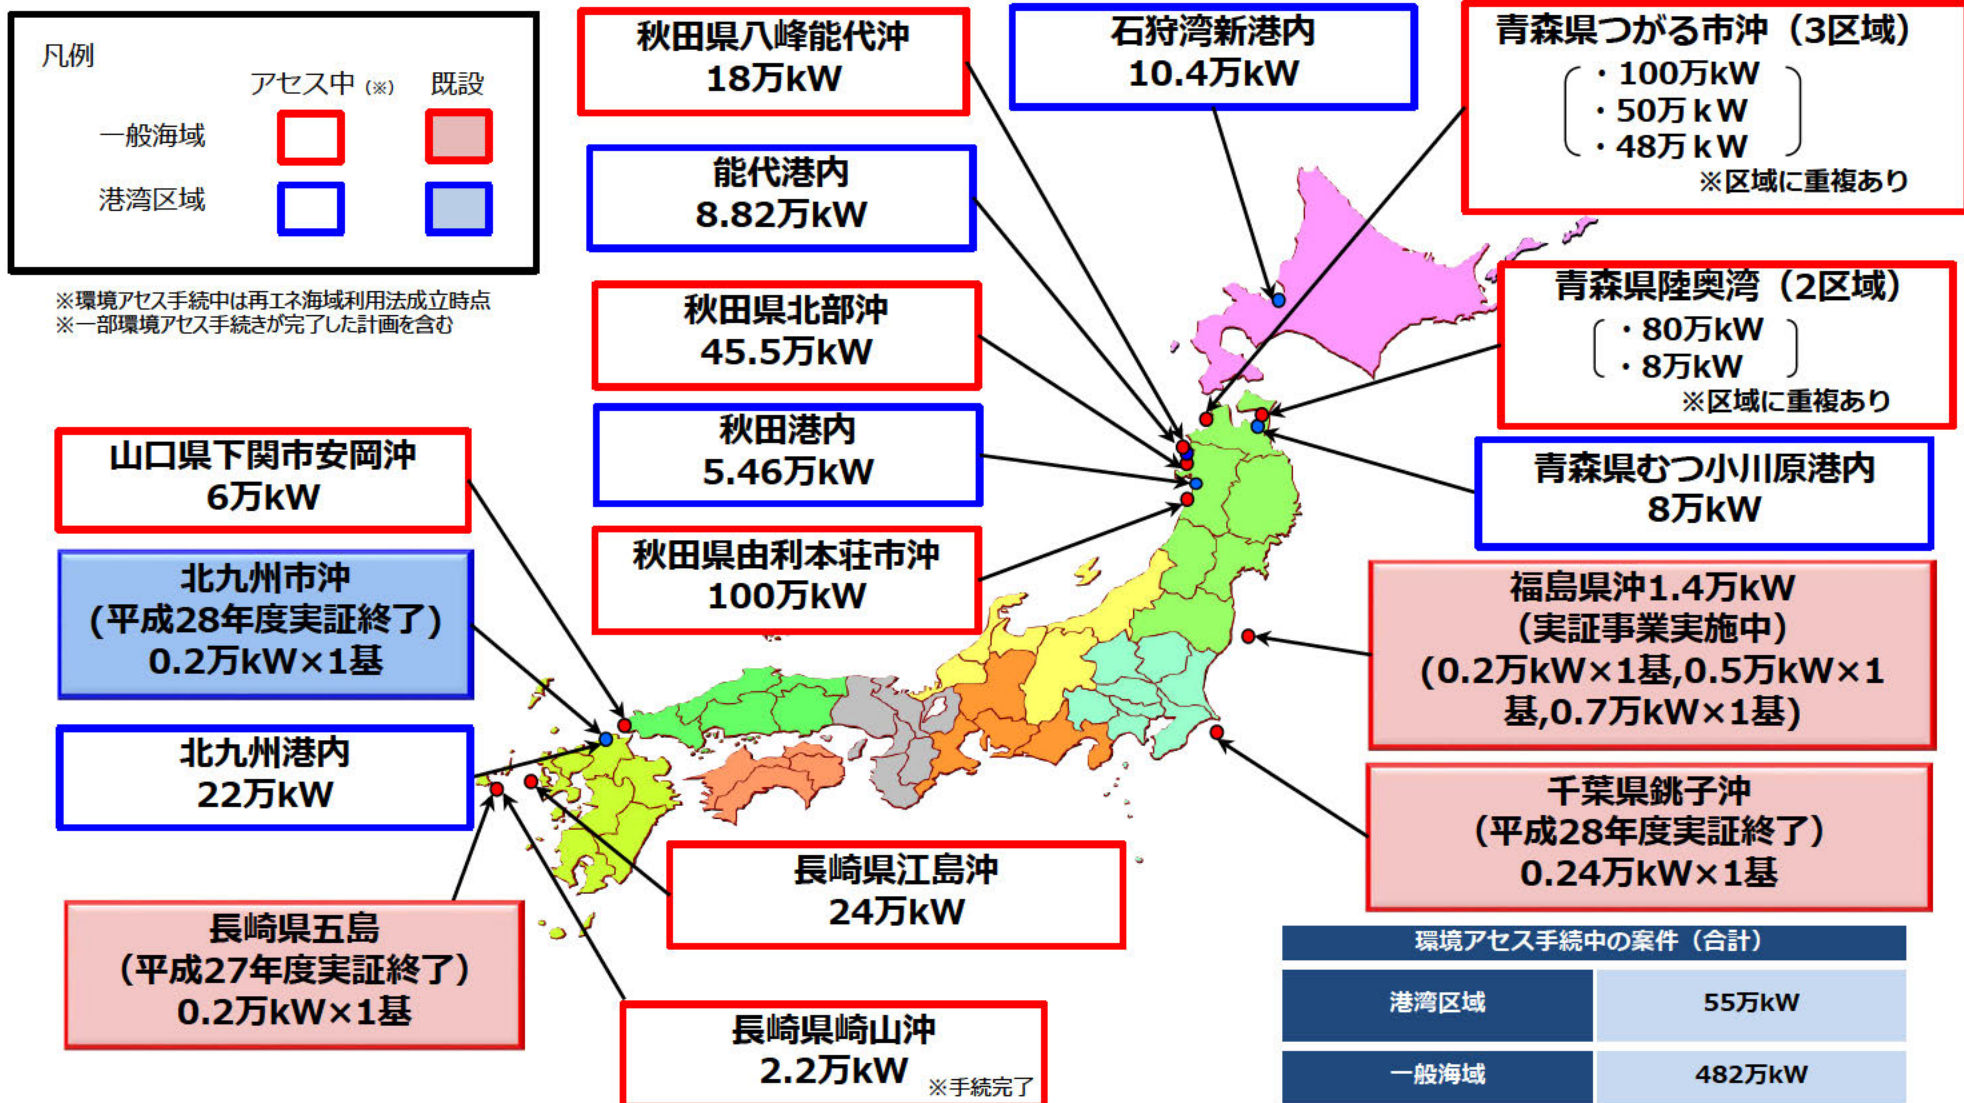 凡例
アセス中 (※) 既設
一般海域
港湾区域
※環境アセス手続中は再エネ海域利用法成立時点
※一部環境アセス手続きが完了した計画を含む
秋田県八峰能代沖
18万kW
石狩湾新港内
10.4万kW
青森県つがる市沖（3区域）
・100万kW
・50万ｋW
・48万ｋW
※区域に重複あり
能代港内
8.82万kW
秋田県北部沖
45.5万kW
青森県陸奥湾（2区域）
・80万kW
・8万kW
※区域に重複あり
秋田港内
5.46万kW
青森県むつ小川原港内
8万kW
山口県下関市安岡沖
6万kW
秋田県由利本荘市沖
100万kW
北九州市沖
(平成28年度実証終了)
0.2万kW×1基
福島県沖1.4万kW
（実証事業実施中）
(0.2万kW×1基,0.5万kW×1
基,0.7万kW×1基)
北九州港内
22万kW
千葉県銚子沖
（平成28年度実証終了）
0.24万kW×1基
長崎県江島沖
24万kW
長崎県五島
（平成27年度実証終了）
0.2万kW×1基
長崎県崎山沖
2.2万kW ※手続完了
環境アセス手続中の案件（合計）
港湾区域 55万kW
一般海域 482万kW